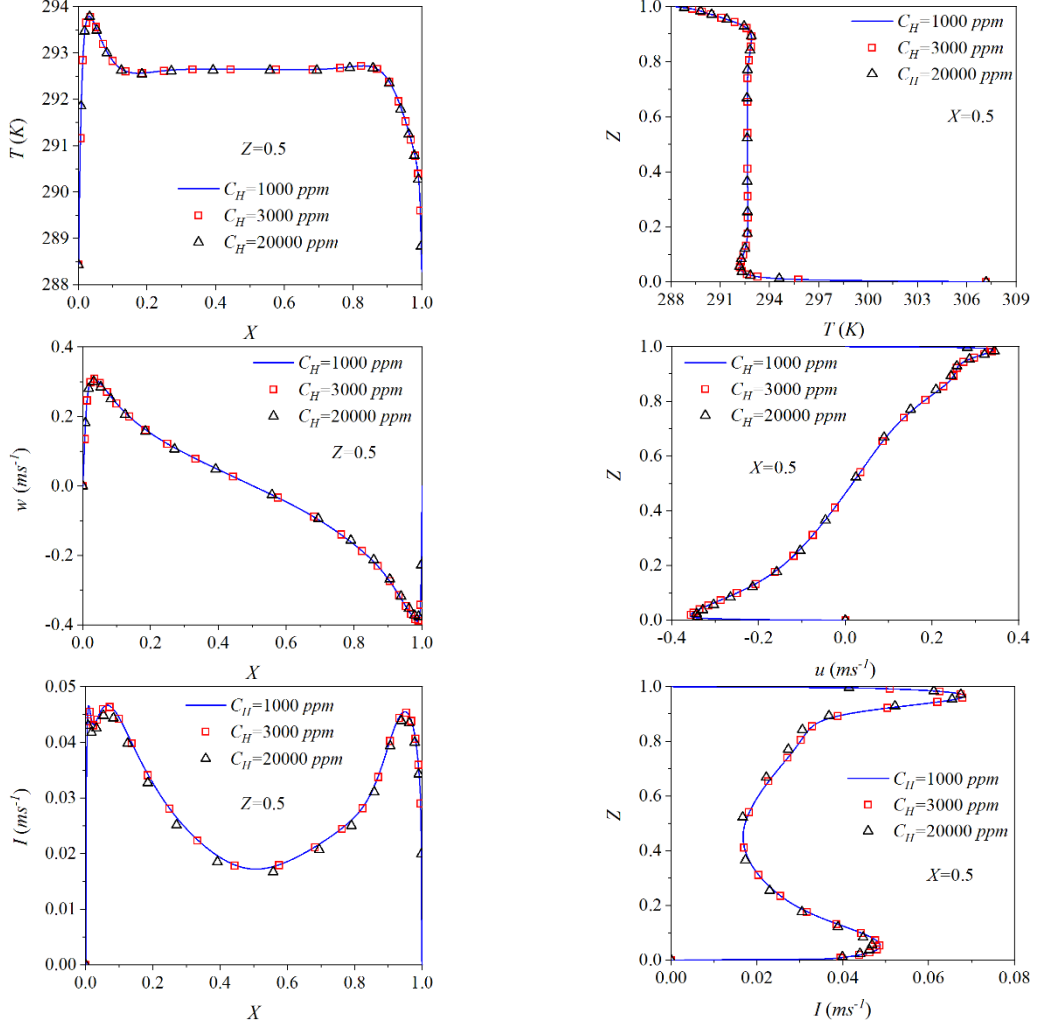 294
293
292
291
290
289
288
T (K)
Z=0.5
C_H=1000 ppm
C_H=3000 ppm
C_H=20000 ppm
0.0 0.2 0.4 0.6 0.8 1.0
X
1.0
0.8
0.6
0.4
0.2
0.0
Z
C_H=1000 ppm
C_H=3000 ppm
C_H=20000 ppm
X=0.5
288 291 294 297 300 303 306 309
T (K)
0.4
0.2
0.0
-0.2
-0.4
w (ms^-1)
C_H=1000 ppm
C_H=3000 ppm
C_H=20000 ppm
Z=0.5
0.0 0.2 0.4 0.6 0.8 1.0
X
1.0
0.8
0.6
0.4
0.2
0.0
Z
C_H=1000 ppm
C_H=3000 ppm
C_H=20000 ppm
X=0.5
-0.4 -0.2 0.0 0.2 0.4
u (ms^-1)
0.05
0.04
0.03
0.02
0.01
0.00
I (ms^-1)
C_H=1000 ppm
C_H=3000 ppm
C_H=20000 ppm
Z=0.5
0.0 0.2 0.4 0.6 0.8 1.0
X
1.0
0.8
0.6
0.4
0.2
0.0
Z
C_H=1000 ppm
C_H=3000 ppm
C_H=20000 ppm
X=0.5
0.00 0.02 0.04 0.06 0.08
I (ms^-1)